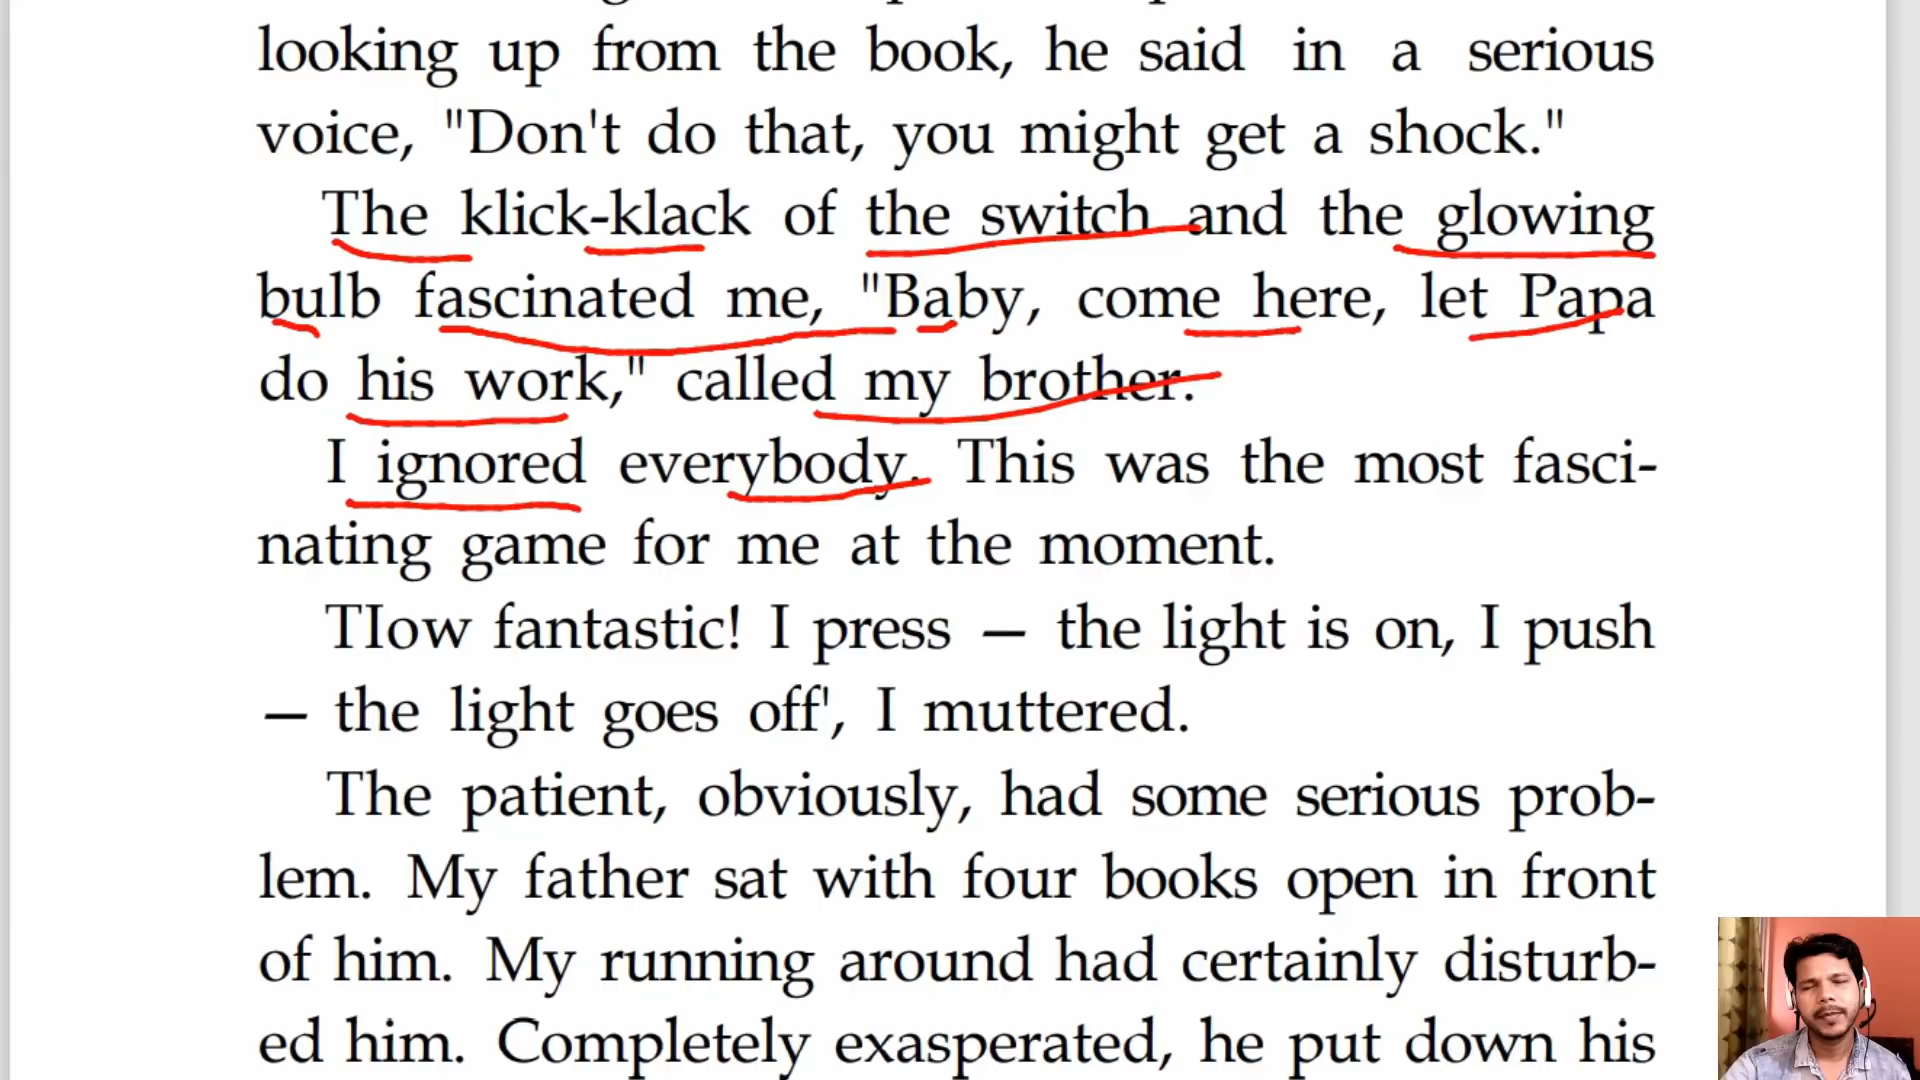 looking up from the book, he said in a serious
voice, "Don't do that, you might get a shock."
The klick-klack of the switch and the glowing
bulb fascinated me, "Baby, come here, let Papa
do his work," called my brother.
I ignored everybody. This was the most fasci-
nating game for me at the moment.
TIow fantastic! I press — the light is on, I push
— the light goes off', I muttered.
The patient, obviously, had some serious prob-
lem. My father sat with four books open in front
of him. My running around had certainly disturb-
ed him. Completely exasperated, he put down his